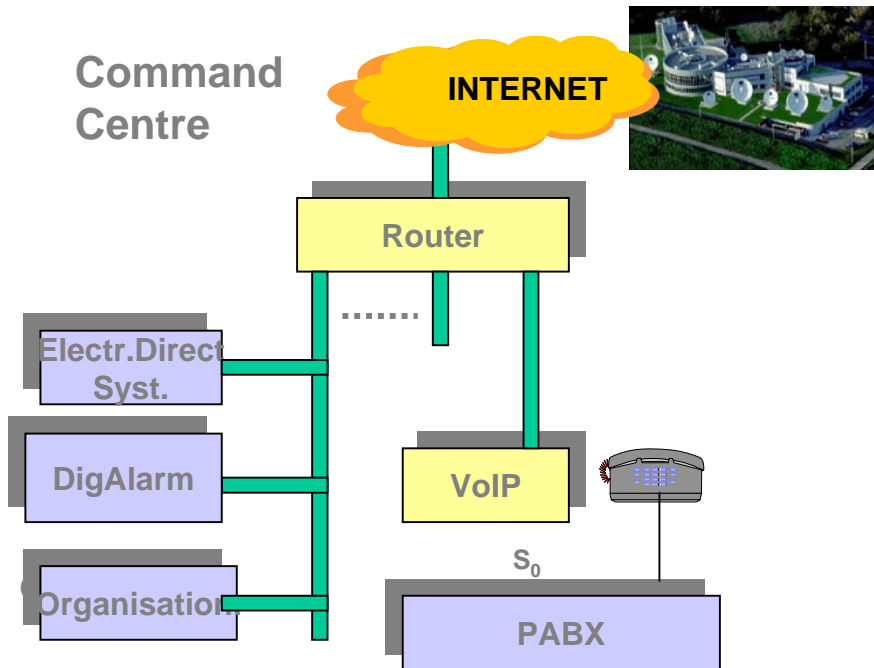 Command
Centre
INTERNET
Router
Electr.Direct
Syst.
DigAlarm
VoIP
Organisation
S₀
PABX